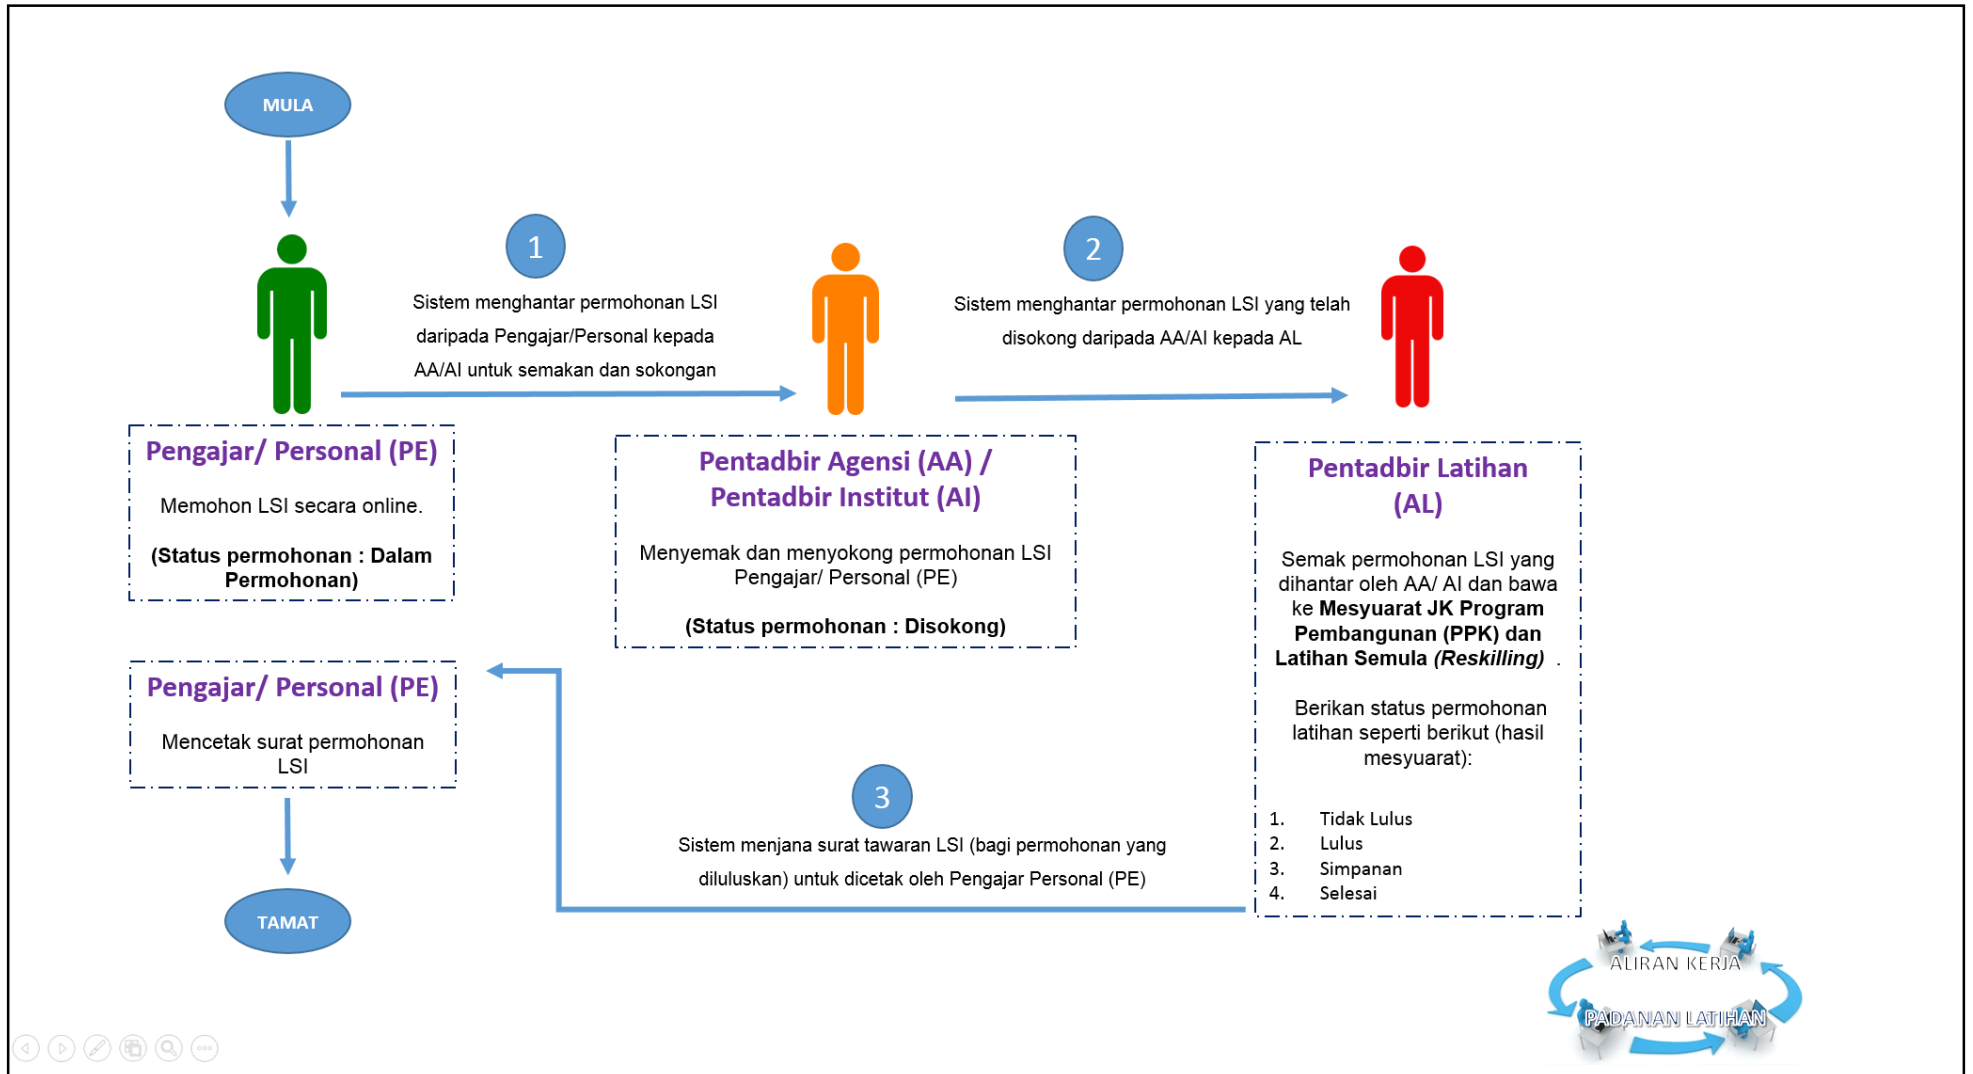 MULA
1
Sistem menghantar permohonan LSI
daripada Pengajar/Personal kepada
AA/AI untuk semakan dan sokongan
2
Sistem menghantar permohonan LSI yang telah
disokong daripada AA/AI kepada AL
Pengajar/ Personal (PE)
Memohon LSI secara online.
(Status permohonan : Dalam
Permohonan)
Pentadbir Agensi (AA) /
Pentadbir Institut (AI)
Menyemak dan menyokong permohonan LSI
Pengajar/ Personal (PE)
(Status permohonan : Disokong)
Pentadbir Latihan
(AL)
Semak permohonan LSI yang
dihantar oleh AA/ AI dan bawa
ke Mesyuarat JK Program
Pembangunan (PPK) dan
Latihan Semula (Reskilling) .
Berikan status permohonan
latihan seperti berikut (hasil
mesyuarat):
1. Tidak Lulus
2. Lulus
3. Simpanan
4. Selesai
3
Sistem menjana surat tawaran LSI (bagi permohonan yang
diluluskan) untuk dicetak oleh Pengajar Personal (PE)
Pengajar/ Personal (PE)
Mencetak surat permohonan
LSI
TAMAT
ALIRAN KERJA
PADANAN LATIHAN